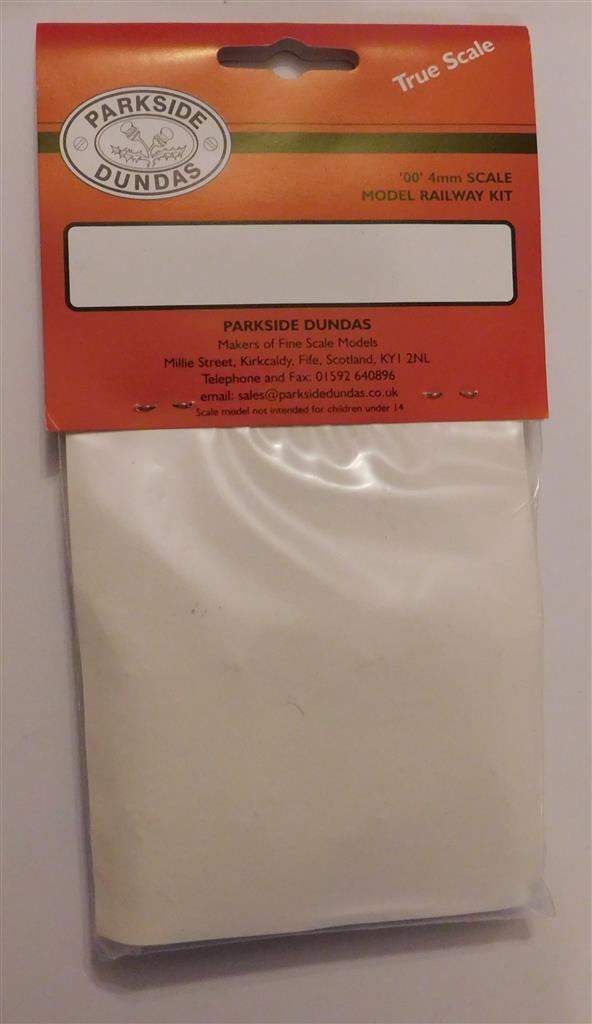 True Scale
PARKSIDE
DUNDAS
'00' 4mm SCALE
MODEL RAILWAY KIT
PARKSIDE DUNDAS
Makers of Fine Scale Models
Millie Street, Kirkcaldy, Fife, Scotland, KY1 2NL
Telephone and Fax: 01592 640896
email: sales@parksidedundas.co.uk
Scale model not intended for children under 14